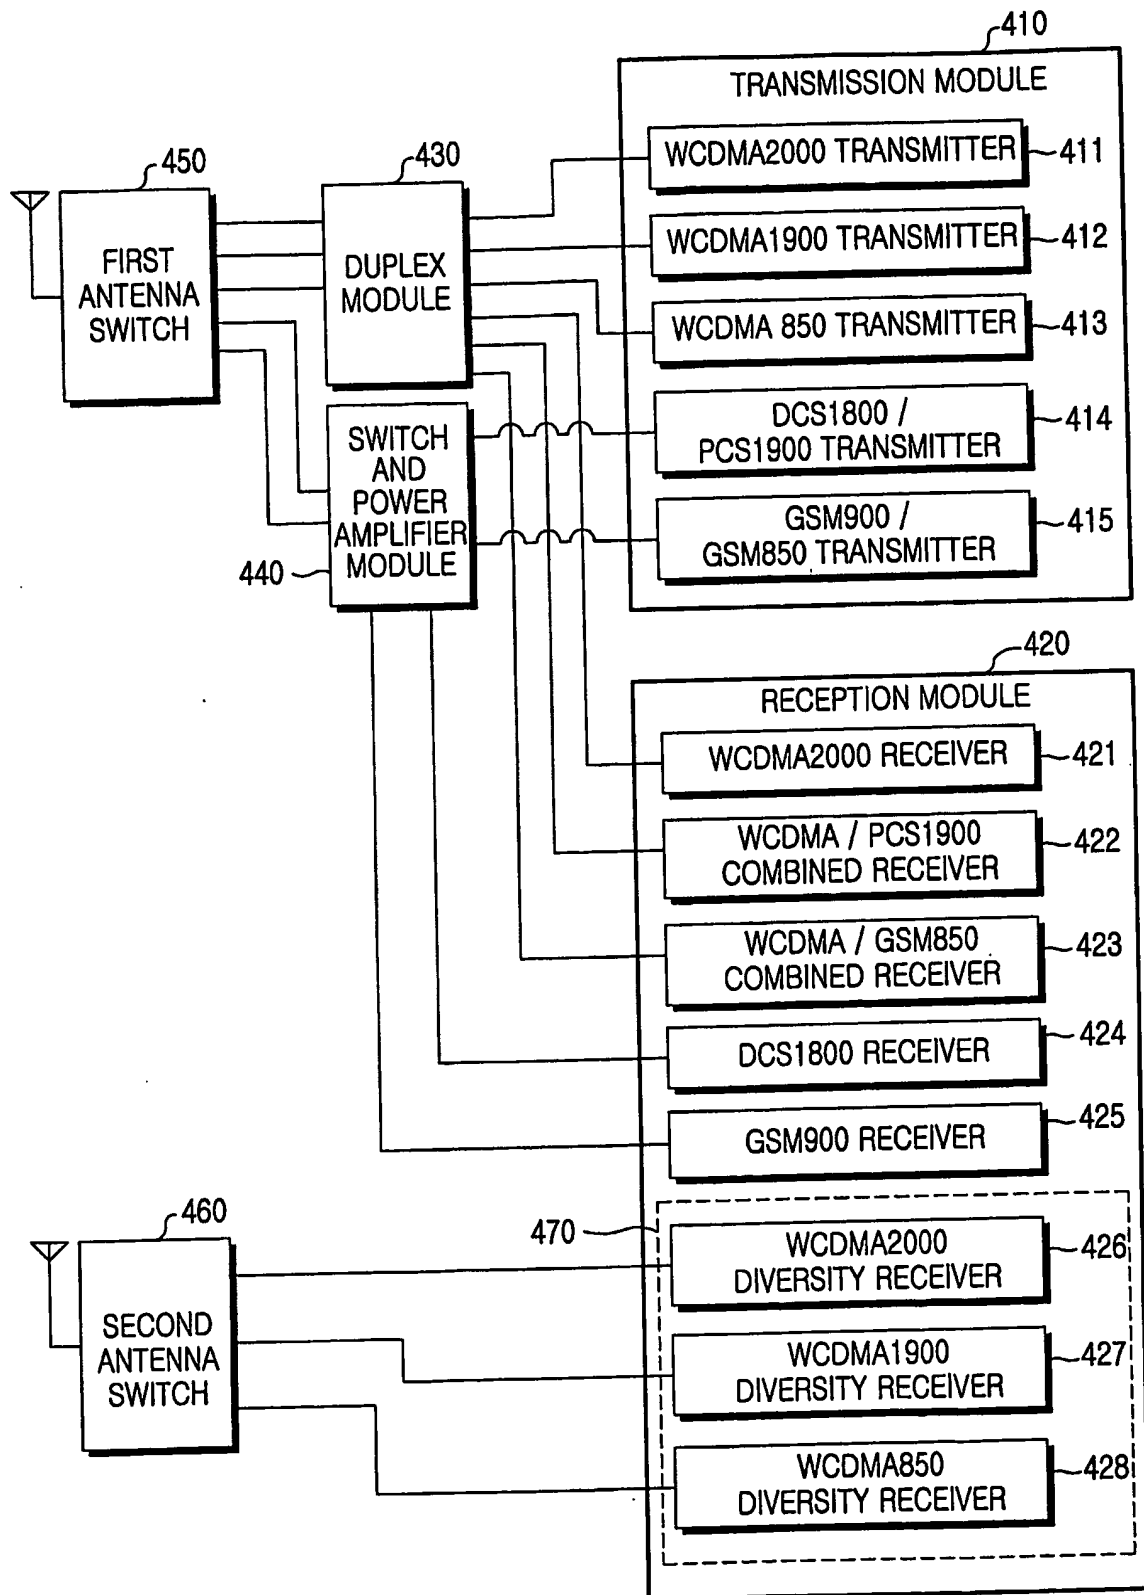 410
TRANSMISSION MODULE
WCDMA2000 TRANSMITTER
411
WCDMA1900 TRANSMITTER
412
WCDMA 850 TRANSMITTER
413
DCS1800 /
PCS1900 TRANSMITTER
414
GSM900 /
GSM850 TRANSMITTER
415
450
FIRST
ANTENNA
SWITCH
430
DUPLEX
MODULE
SWITCH
AND
POWER
AMPLIFIER
MODULE
440
420
RECEPTION MODULE
WCDMA2000 RECEIVER
421
WCDMA / PCS1900
COMBINED RECEIVER
422
WCDMA / GSM850
COMBINED RECEIVER
423
DCS1800 RECEIVER
424
GSM900 RECEIVER
425
460
SECOND
ANTENNA
SWITCH
470
WCDMA2000
DIVERSITY RECEIVER
426
WCDMA1900
DIVERSITY RECEIVER
427
WCDMA850
DIVERSITY RECEIVER
428